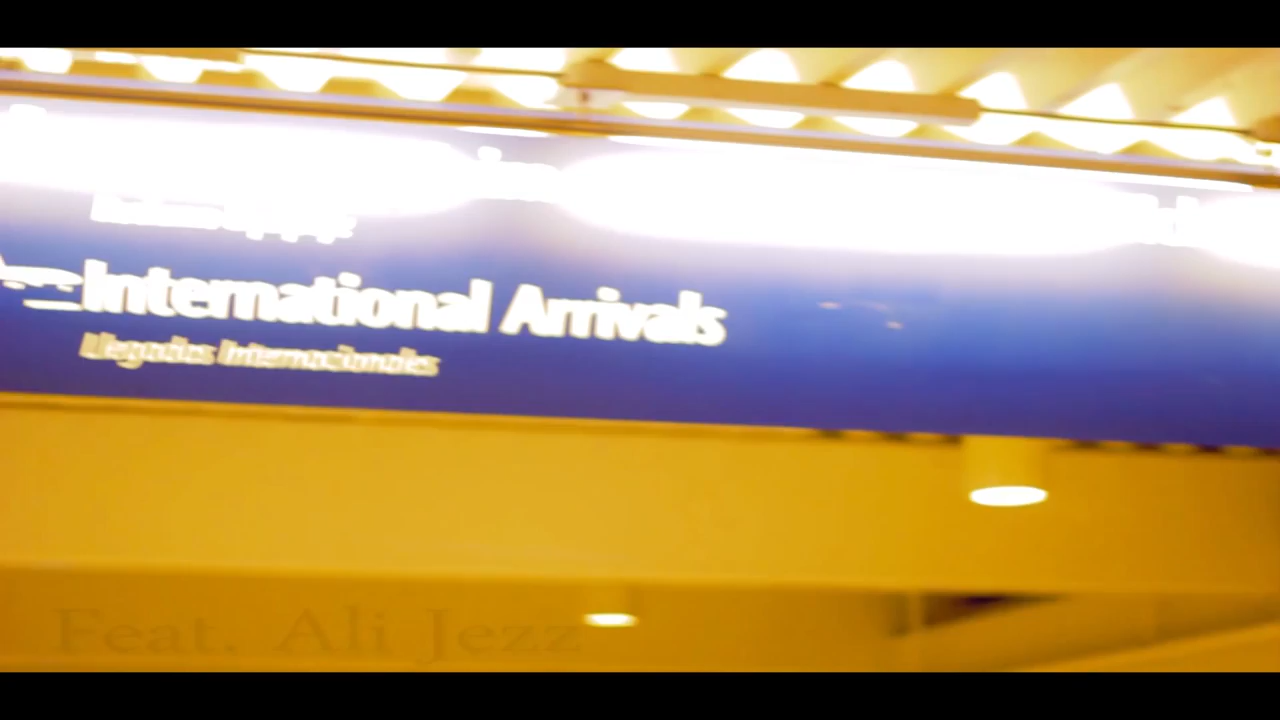 International Arrivals
Llegadas Internacionales
Feat. Ali Jezz